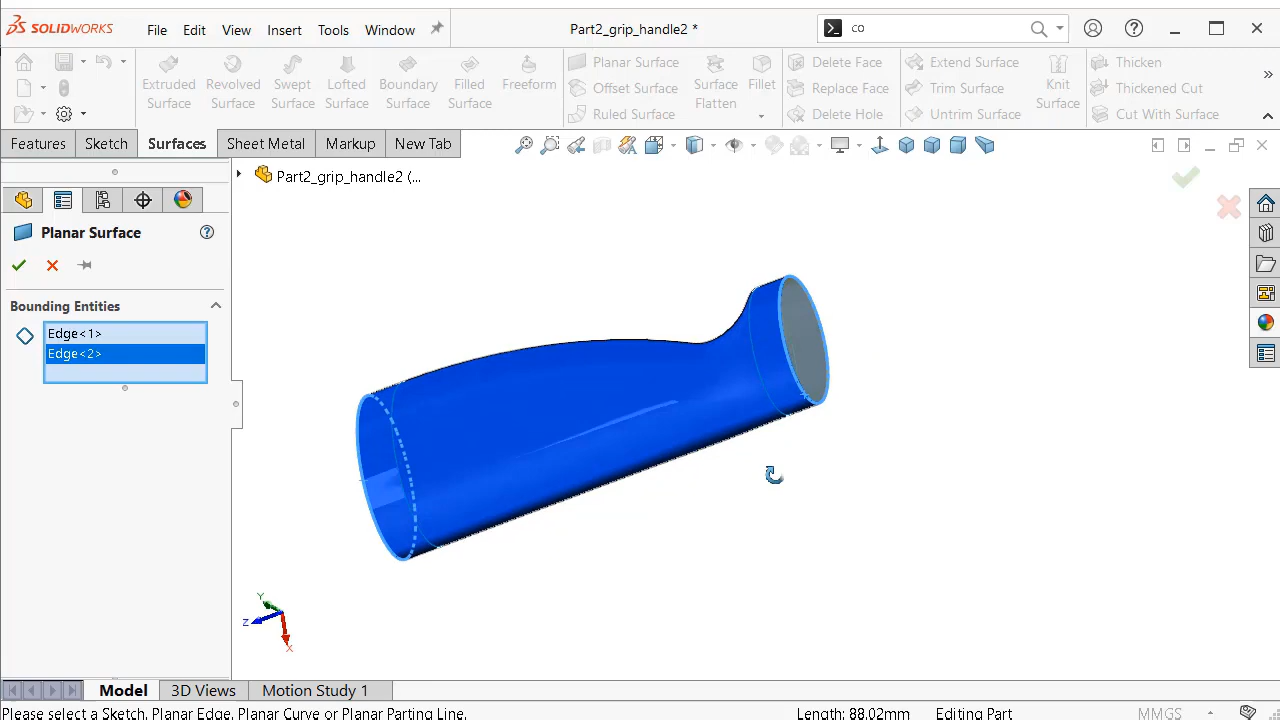 SOLIDWORKS File Edit View Insert Tools Window Part2_grip_handle2 * co
Extruded Surface
Revolved Surface
Swept Surface
Lofted Surface
Boundary Surface
Filled Surface
Freeform
Planar Surface
Offset Surface
Ruled Surface
Surface Flatten
Fillet
Delete Face
Replace Face
Delete Hole
Extend Surface
Trim Surface
Untrim Surface
Knit Surface
Thicken
Thickened Cut
Cut With Surface
Features Sketch Surfaces Sheet Metal Markup New Tab
Part2_grip_handle2 (...
Planar Surface
Bounding Entities
Edge<1>
Edge<2>
Y
Z
X
Model 3D Views Motion Study 1
Please select a Sketch, Planar Edge, Planar Curve or Planar Parting Line. Length: 88.02mm Editing Part MMGS